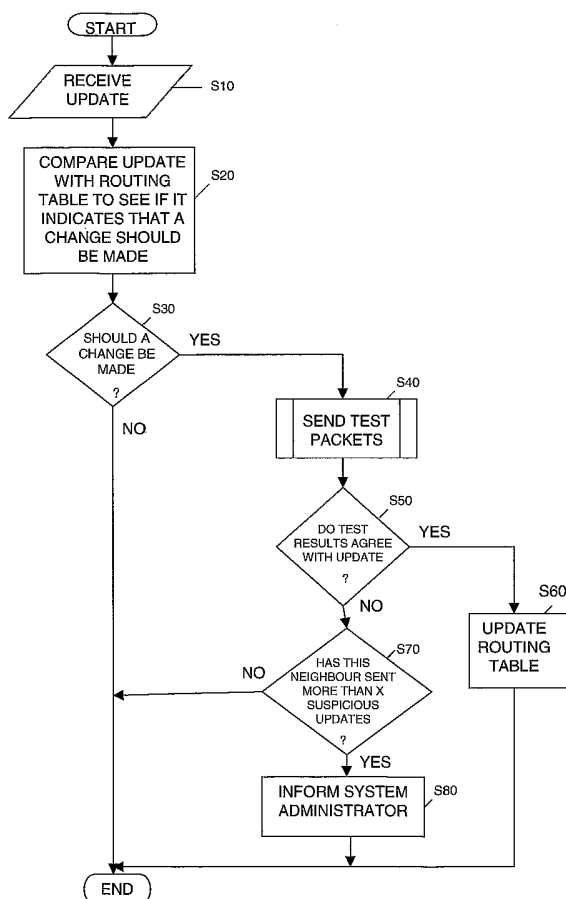 START
RECEIVE
UPDATE
S10
COMPARE UPDATE
WITH ROUTING
TABLE TO SEE IF IT
INDICATES THAT A
CHANGE SHOULD
BE MADE
S20
S30
SHOULD A
CHANGE BE
MADE
?
YES
NO
S40
SEND TEST
PACKETS
S50
DO TEST
RESULTS AGREE
WITH UPDATE
?
YES
NO
S60
UPDATE
ROUTING
TABLE
S70
HAS THIS
NEIGHBOUR SENT
MORE THAN X
SUSPICIOUS
UPDATES
?
NO
YES
INFORM SYSTEM
ADMINISTRATOR
S80
END